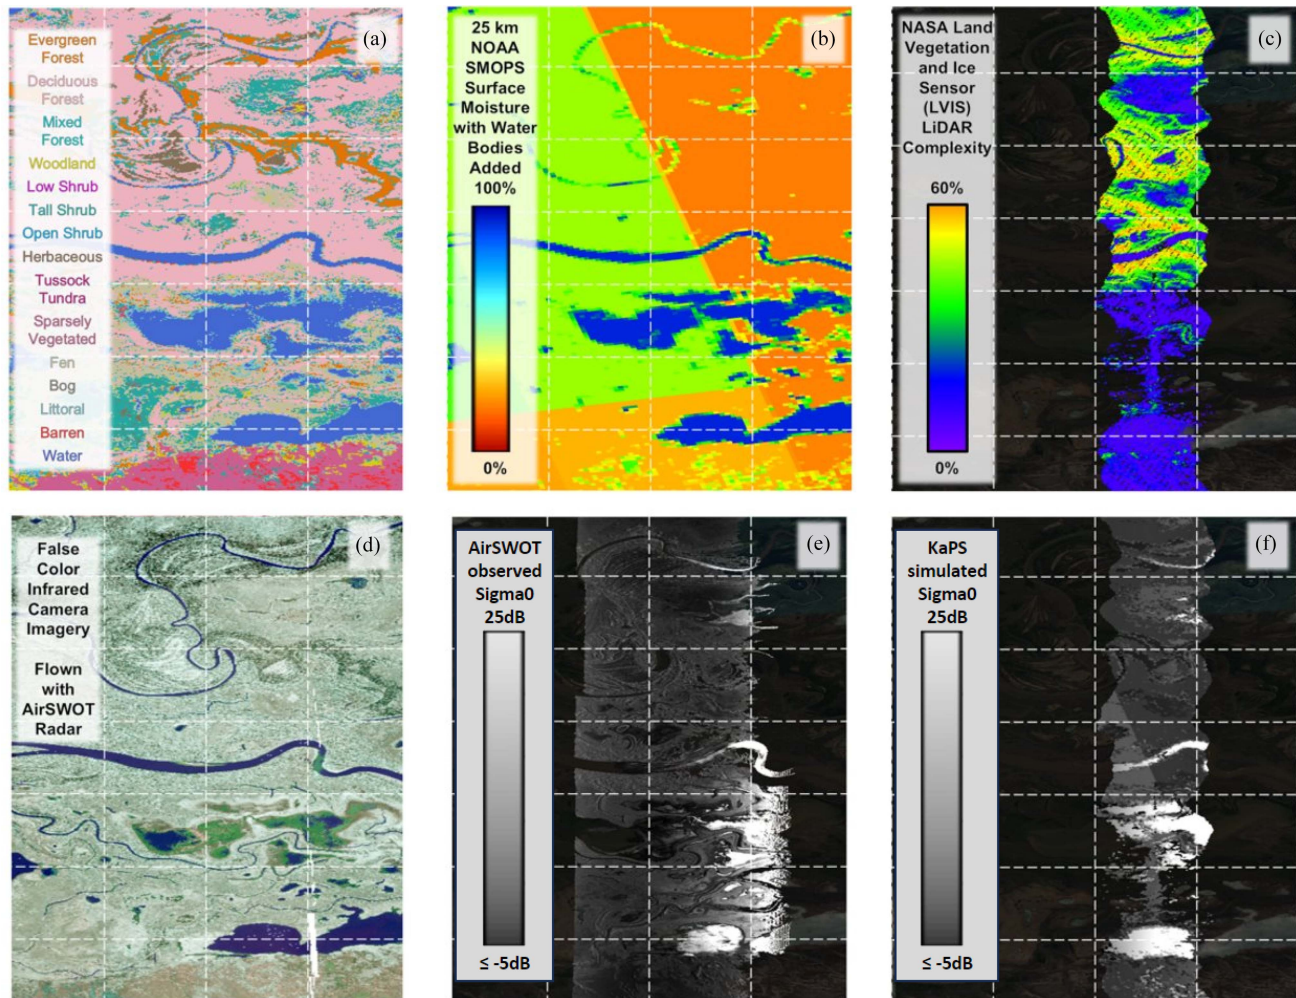 (a)
Evergreen
Forest
Deciduous
Forest
Mixed
Forest
Woodland
Low Shrub
Tall Shrub
Open Shrub
Herbaceous
Tussock
Tundra
Sparsely
Vegetated
Fen
Bog
Littoral
Barren
Water
(b)
25 km
NOAA
SMOPS
Surface
Moisture
with Water
Bodies
Added
100%
0%
(c)
NASA Land
Vegetation
and Ice
Sensor
(LVIS)
LiDAR
Complexity
60%
0%
(d)
False
Color
Infrared
Camera
Imagery
Flown
with
AirSWOT
Radar
(e)
AirSWOT
observed
Sigma0
25dB
≤ -5dB
(f)
KaPS
simulated
Sigma0
25dB
≤ -5dB